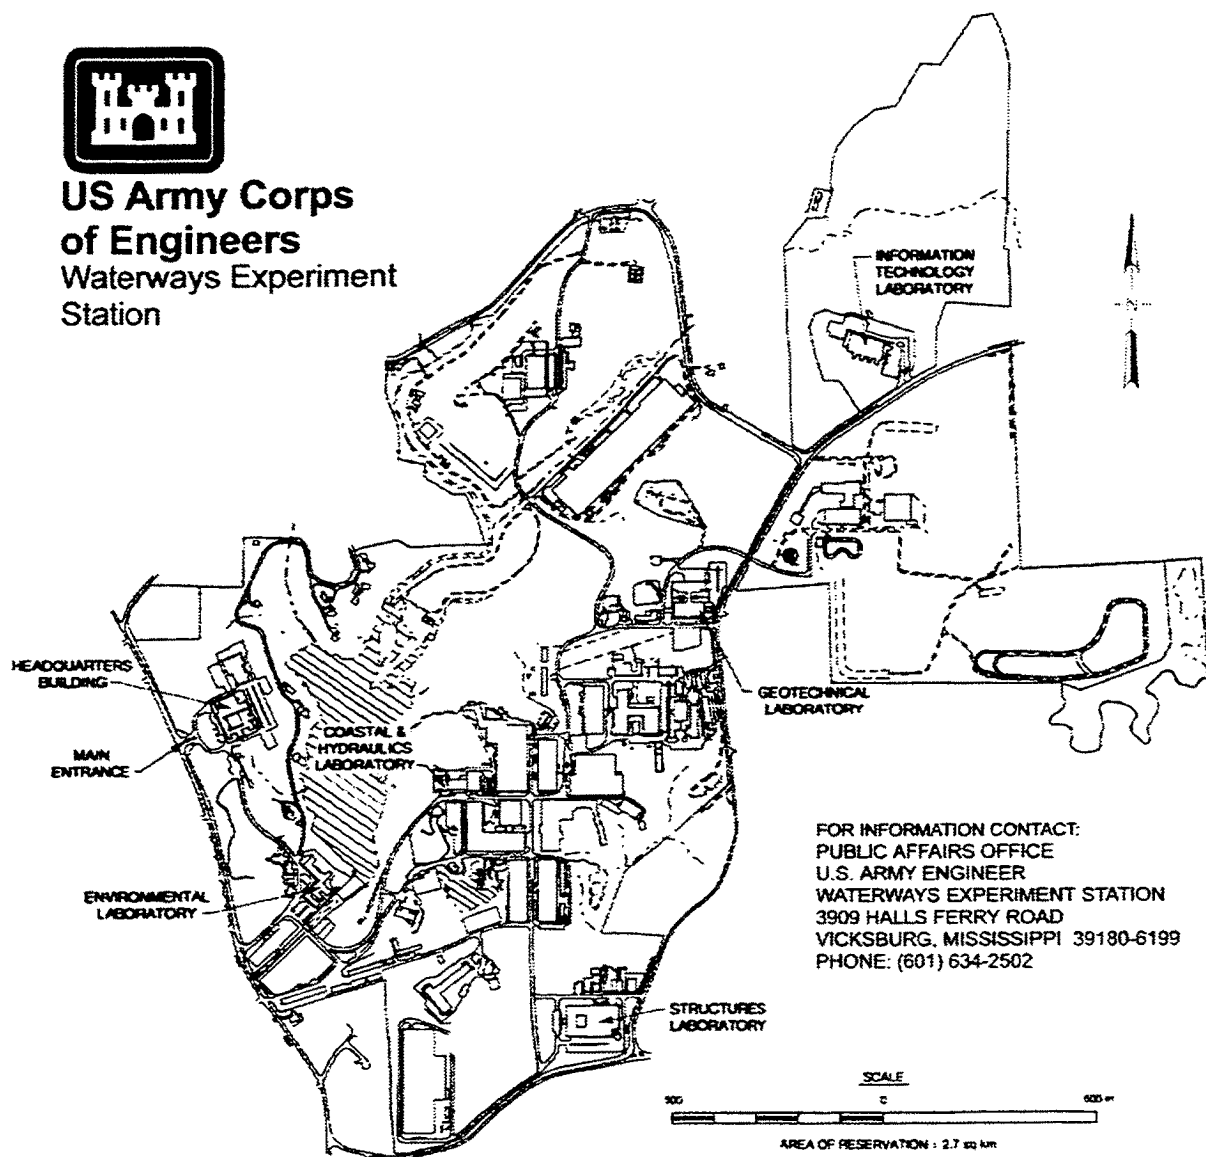 US Army Corps
of Engineers
Waterways Experiment
Station
INFORMATION
TECHNOLOGY
LABORATORY
N
HEADQUARTERS
BUILDING
MAIN
ENTRANCE
COASTAL &
HYDRAULICS
LABORATORY
GEOTECHNICAL
LABORATORY
ENVIRONMENTAL
LABORATORY
STRUCTURES
LABORATORY
FOR INFORMATION CONTACT:
PUBLIC AFFAIRS OFFICE
U.S. ARMY ENGINEER
WATERWAYS EXPERIMENT STATION
3909 HALLS FERRY ROAD
VICKSBURG, MISSISSIPPI 39180-6199
PHONE: (601) 634-2502
SCALE
500 0 500 m
AREA OF RESERVATION : 2.7 sq km